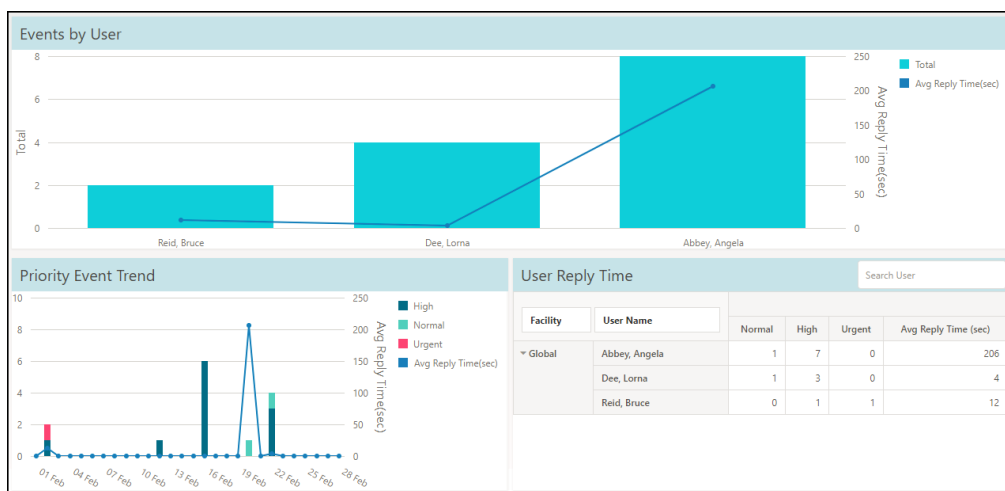 Events by User
8
6
4
2
0
Total
250
200
150
100
50
0
Avg Reply Time(sec)
Total
Avg Reply Time(sec)
Reid, Bruce
Dee, Lorna
Abbey, Angela
Priority Event Trend
10
8
6
4
2
0
250
200
150
100
50
0
Avg Reply Time(sec)
High
Normal
Urgent
Avg Reply Time(sec)
01 Feb
04 Feb
07 Feb
10 Feb
13 Feb
16 Feb
19 Feb
22 Feb
25 Feb
28 Feb
User Reply Time
Search User
Facility User Name Normal High Urgent Avg Reply Time (sec)
Global Abbey, Angela 1 7 0 206
Dee, Lorna 1 3 0 4
Reid, Bruce 0 1 1 12